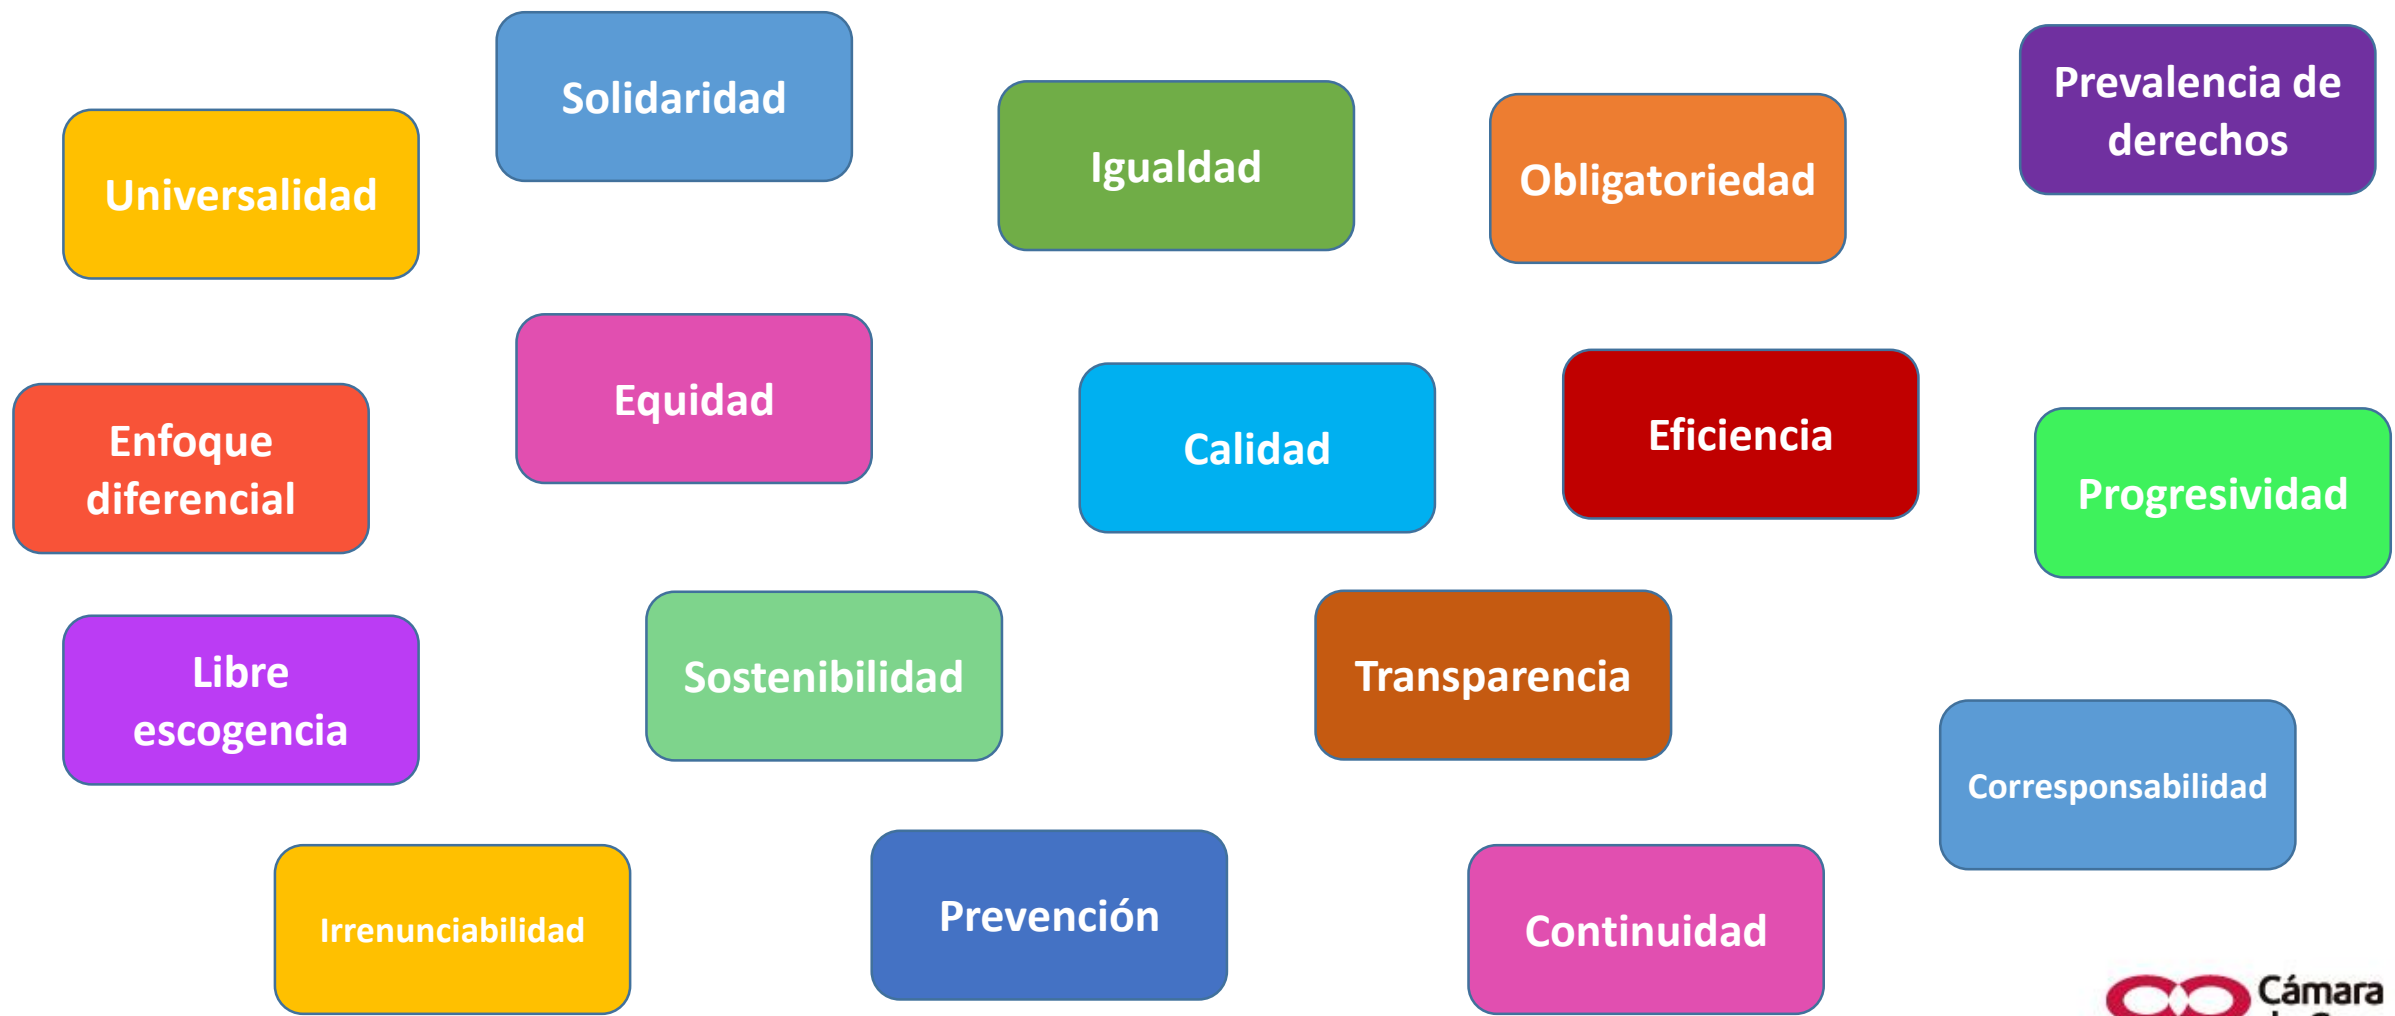 Solidaridad
Universalidad
Igualdad
Obligatoriedad
Prevalencia de
derechos
Enfoque
diferencial
Equidad
Calidad
Eficiencia
Progresividad
Libre
escogencia
Sostenibilidad
Transparencia
Corresponsabilidad
Irrenunciabilidad
Prevención
Continuidad
Cámara